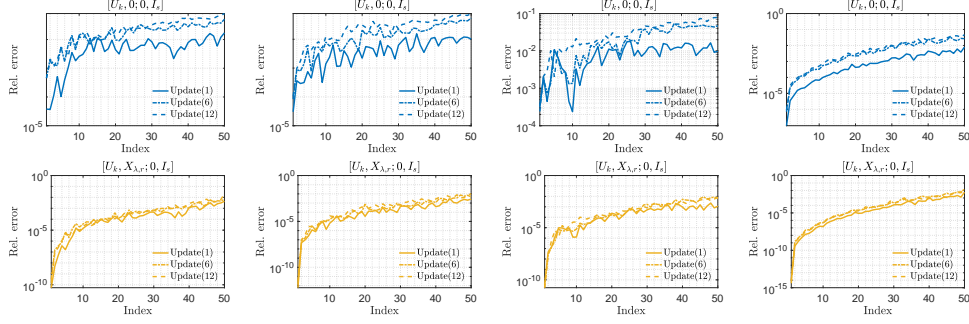 [U_k, 0; 0, I_s]
Rel. error
10^-5
10 20 30 40 50
Index
Update(1)
Update(6)
Update(12)
[U_k, 0; 0, I_s]
Rel. error
10^-5
10 20 30 40 50
Index
Update(1)
Update(6)
Update(12)
[U_k, 0; 0, I_s]
Rel. error
10^-1
10^-2
10^-3
10^-4
10 20 30 40 50
Index
Update(1)
Update(6)
Update(12)
[U_k, 0; 0, I_s]
Rel. error
10^0
10^-5
10 20 30 40 50
Index
Update(1)
Update(6)
Update(12)
[U_k, X_λ,r; 0, I_s]
Rel. error
10^0
10^-5
10^-10
10 20 30 40 50
Index
Update(1)
Update(6)
Update(12)
[U_k, X_λ,r; 0, I_s]
Rel. error
10^0
10^-5
10^-10
10 20 30 40 50
Index
Update(1)
Update(6)
Update(12)
[U_k, X_λ,r; 0, I_s]
Rel. error
10^0
10^-5
10^-10
10 20 30 40 50
Index
Update(1)
Update(6)
Update(12)
[U_k, X_λ,r; 0, I_s]
Rel. error
10^0
10^-5
10^-10
10^-15
10 20 30 40 50
Index
Update(1)
Update(6)
Update(12)